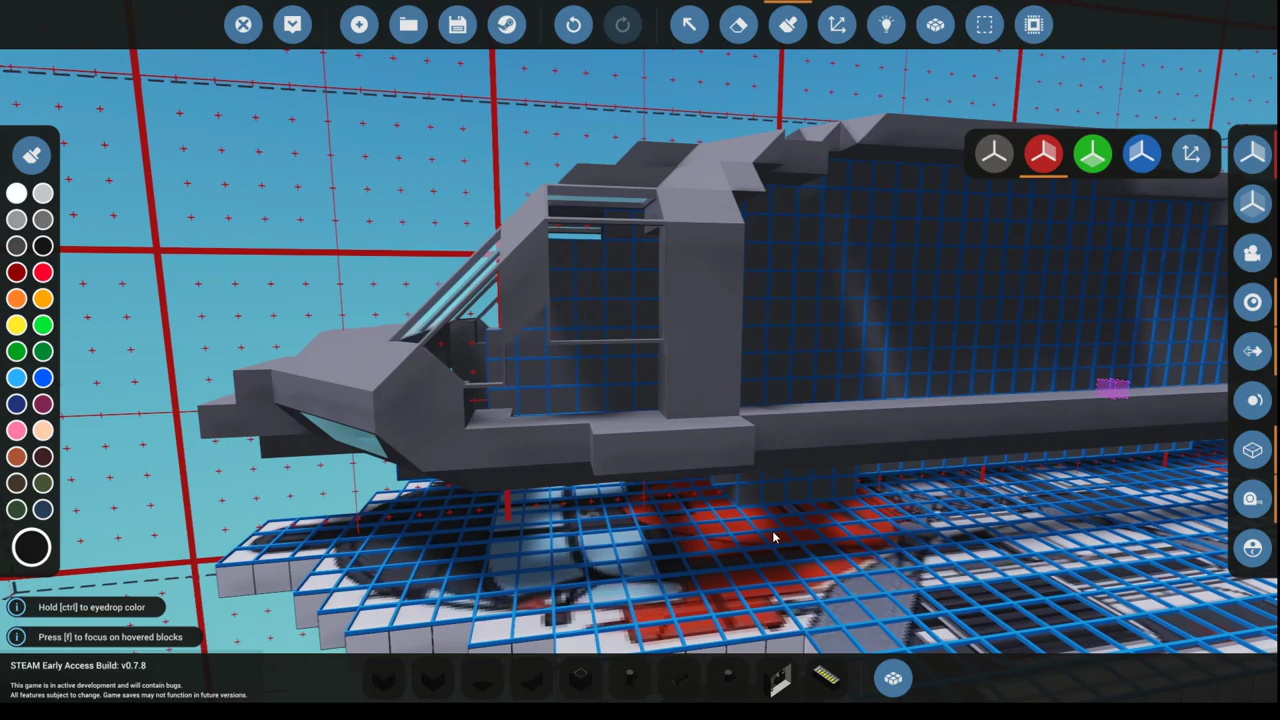 Hold [ctrl] to eyedrop color
Press [f] to focus on hovered blocks
STEAM Early Access Build: v0.7.8
This game is in active development and will contain bugs.
All features subject to change. Game saves may not function in future versions.